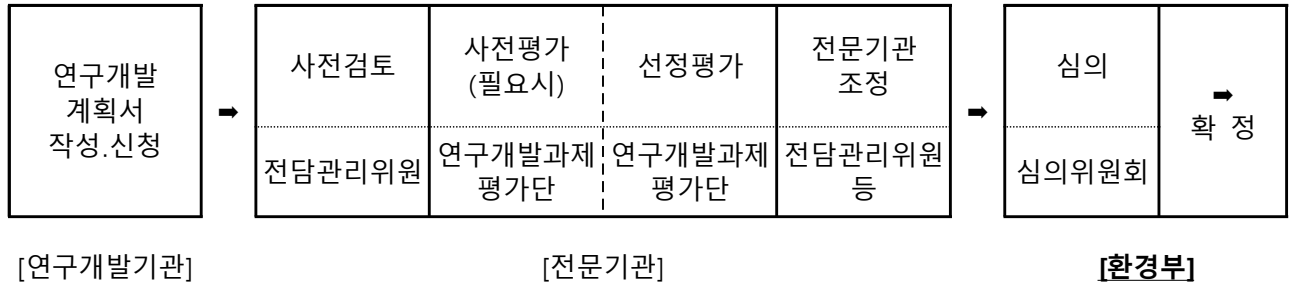 연구개발
계획서
작성.신청
➡
사전검토
사전평가
(필요시)
선정평가
전문기관
조정
전담관리위원
연구개발과제
평가단
연구개발과제
평가단
전담관리위원
등
➡
심의
심의위원회
➡
확 정
[연구개발기관]
[전문기관]
[환경부]